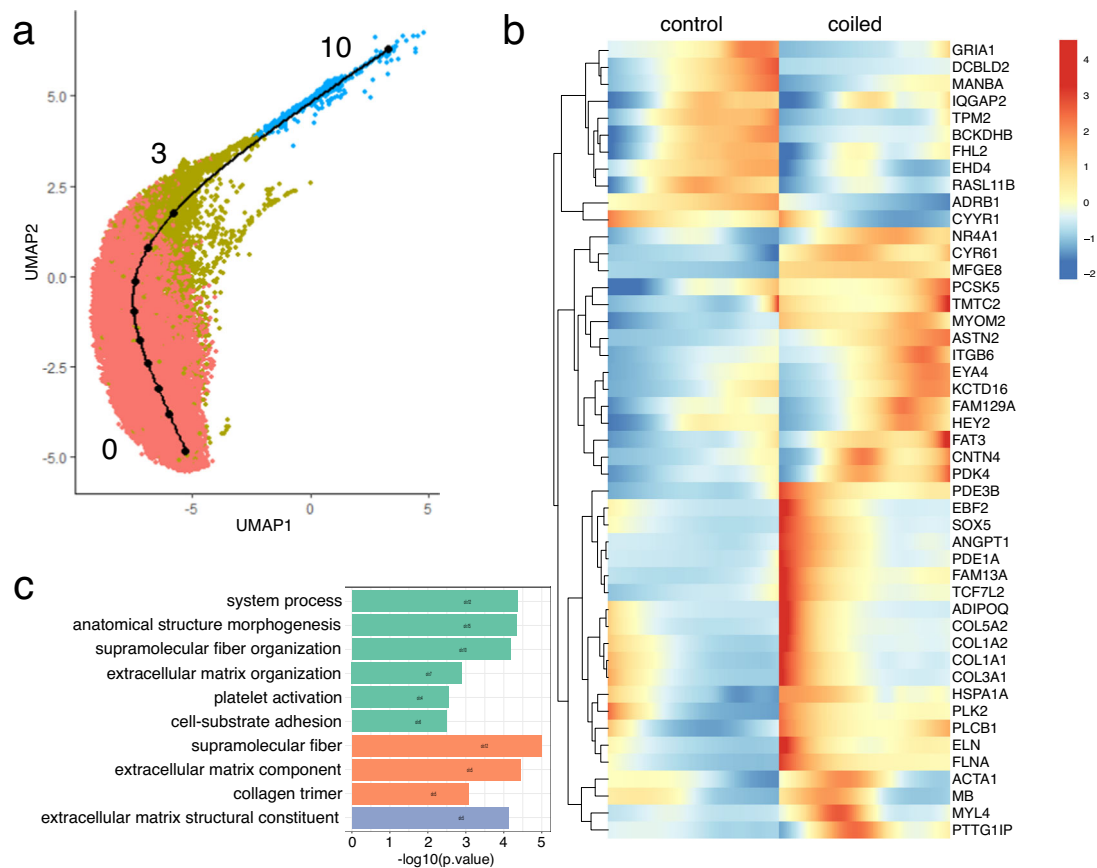 a
10
3
0
5.0
2.5
0.0
-2.5
-5.0
UMAP2
-5
0
5
UMAP1
b
control
coiled
GRIA1
DCBLD2
MANBA
IQGAP2
TPM2
BCKDHB
FHL2
EHD4
RASL11B
ADRB1
CYYR1
NR4A1
CYR61
MFGE8
PCSK5
TMTC2
MYOM2
ASTN2
ITGB6
EYA4
KCTD16
FAM129A
HEY2
FAT3
CNTN4
PDK4
PDE3B
EBF2
SOX5
ANGPT1
PDE1A
FAM13A
TCF7L2
ADIPOQ
COL5A2
COL1A2
COL1A1
COL3A1
HSPA1A
PLK2
PLCB1
ELN
FLNA
ACTA1
MB
MYL4
PTTG1IP
4
3
2
1
0
−1
−2
c
system process
anatomical structure morphogenesis
supramolecular fiber organization
extracellular matrix organization
platelet activation
cell-substrate adhesion
supramolecular fiber
extracellular matrix component
collagen trimer
extracellular matrix structural constituent
0 1 2 3 4 5
-log10(p.value)